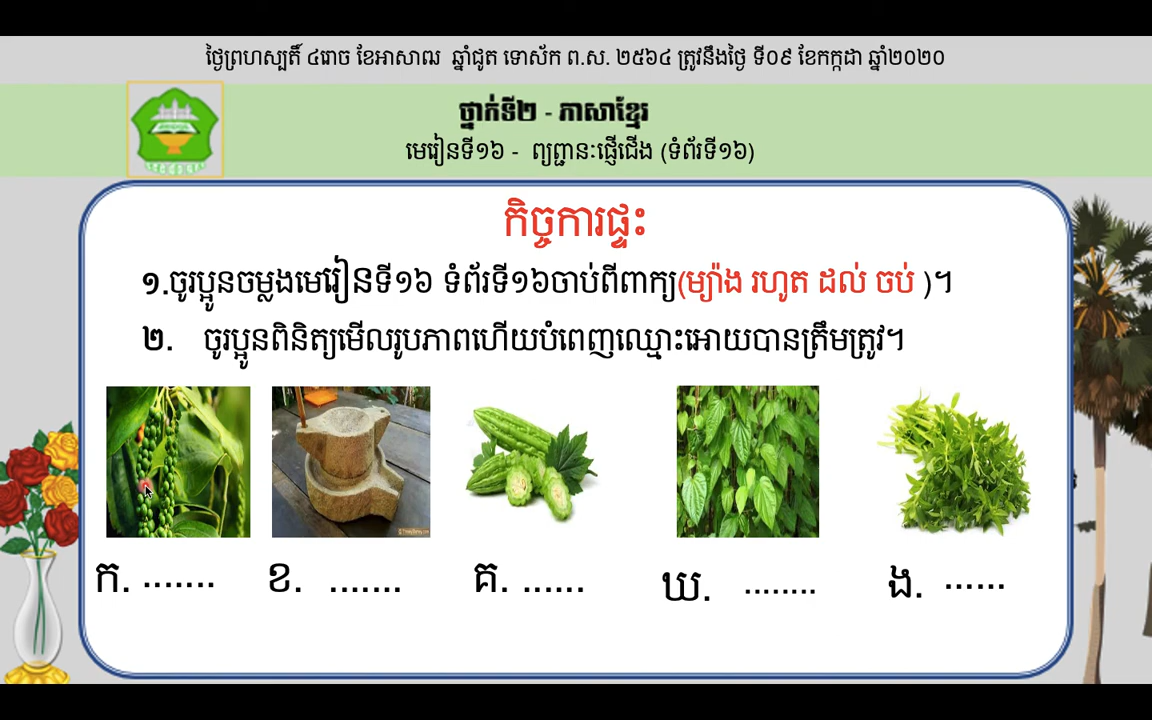 ថ្ងៃព្រហស្បតិ៍ ៤រោច ខែអាសាឍ ឆ្នាំជូត ទោស័ក ព.ស. ២៥៦៤ ត្រូវនឹងថ្ងៃ ទី០៩ ខែកក្កដា ឆ្នាំ២០២០
ថ្នាក់ទី២ - ភាសាខ្មែរ
មេរៀនទី១៦ - ព្យព្ជានៈផ្ញើជើង (ទំព័រទី១៦)
កិច្ចការផ្ទះ
១.ចូរប្អូនចម្លងមេរៀនទី១៦ ទំព័រទី១៦ចាប់ពីពាក្យ(ម្យ៉ាង រហូត ដល់ ចប់ )។
២. ចូរប្អូនពិនិត្យមើលរូបភាពហើយបំពេញឈ្មោះអោយបានត្រឹមត្រូវ។
ក. ....... ខ. ....... គ. ...... ឃ. ........ ង. ......